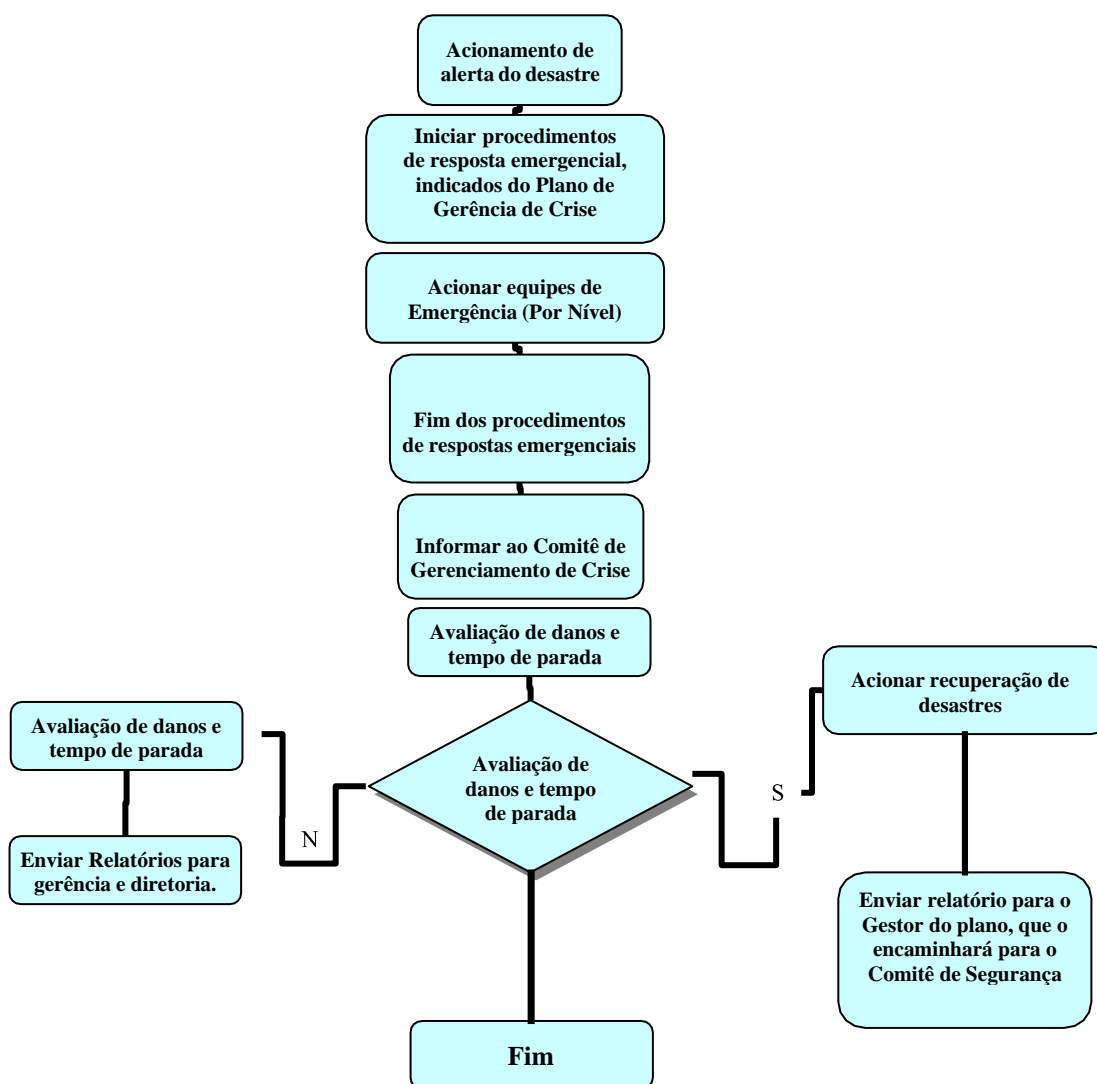 Acionamento de
alerta do desastre
Iniciar procedimentos
de resposta emergencial,
indicados do Plano de
Gerência de Crise
Acionar equipes de
Emergência (Por Nível)
Fim dos procedimentos
de respostas emergenciais
Informar ao Comitê de
Gerenciamento de Crise
Avaliação de danos e
tempo de parada
Avaliação de
danos e tempo
de parada
N
Avaliação de danos e
tempo de parada
Enviar Relatórios para
gerência e diretoria.
S
Acionar recuperação de
desastres
Enviar relatório para o
Gestor do plano, que o
encaminhará para o
Comitê de Segurança
Fim